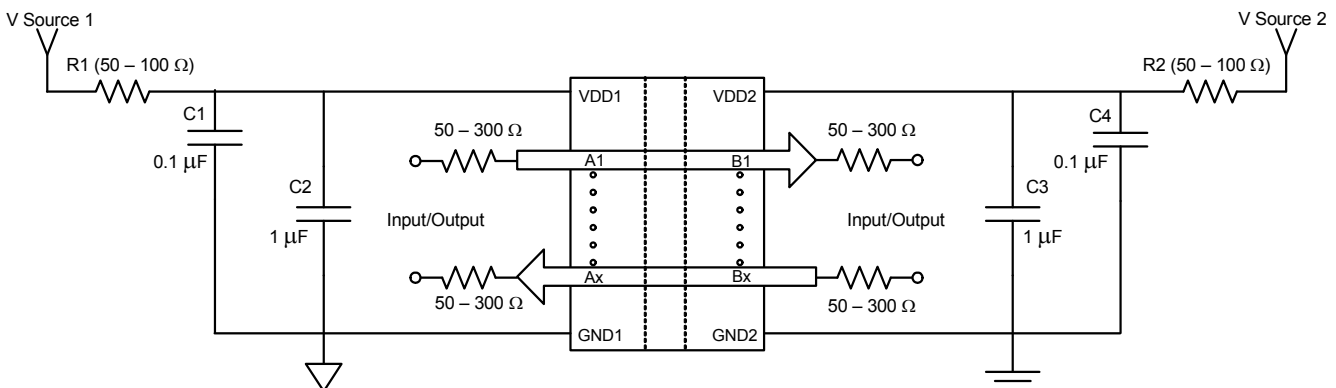 V Source 1
V Source 2
R1 (50 – 100 Ω)
R2 (50 – 100 Ω)
VDD1
VDD2
C1
C4
50 – 300 Ω
50 – 300 Ω
0.1 μF
0.1 μF
A1
B1
C2
C3
Input/Output
Input/Output
1 μF
1 μF
Ax
Bx
50 – 300 Ω
50 – 300 Ω
GND1
GND2